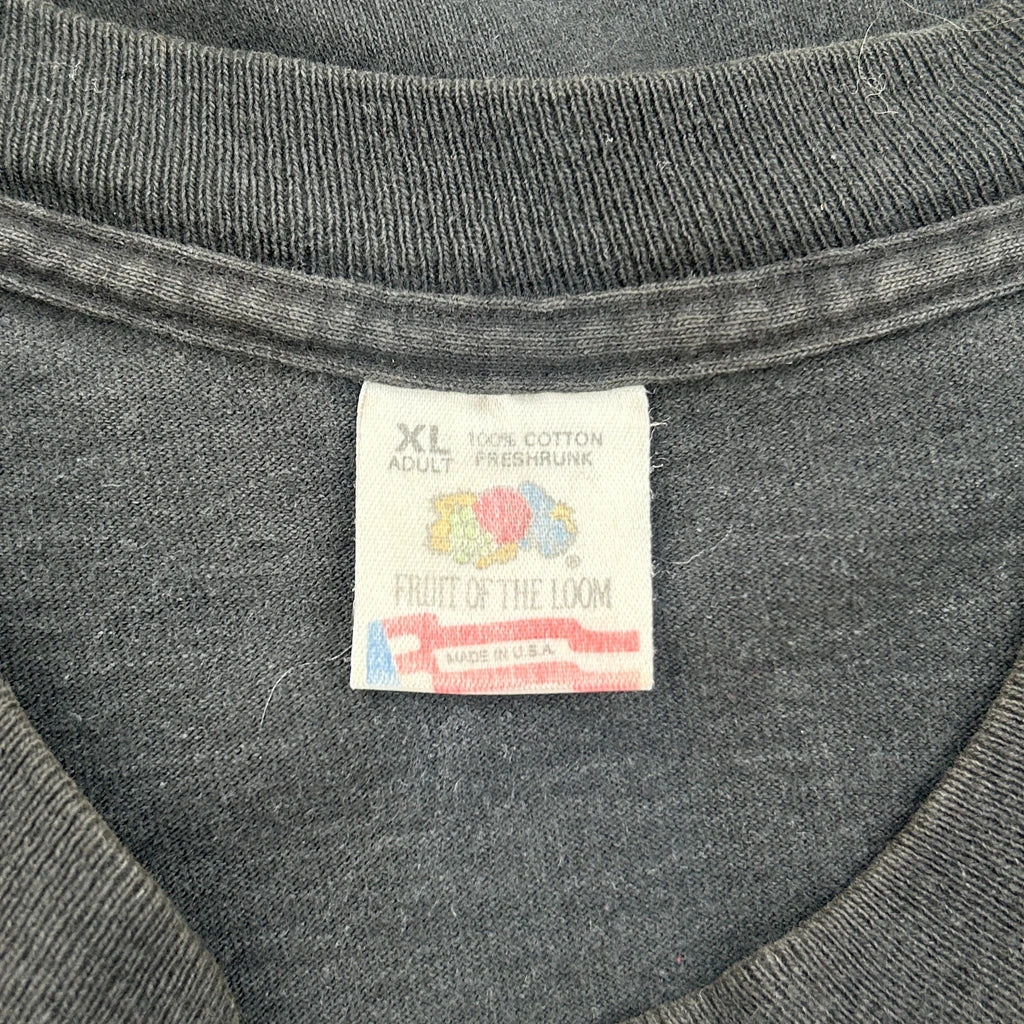 XL 100% COTTON
ADULT PRESHRUNK
®
FRUIT OF THE LOOM
MADE IN U.S.A.